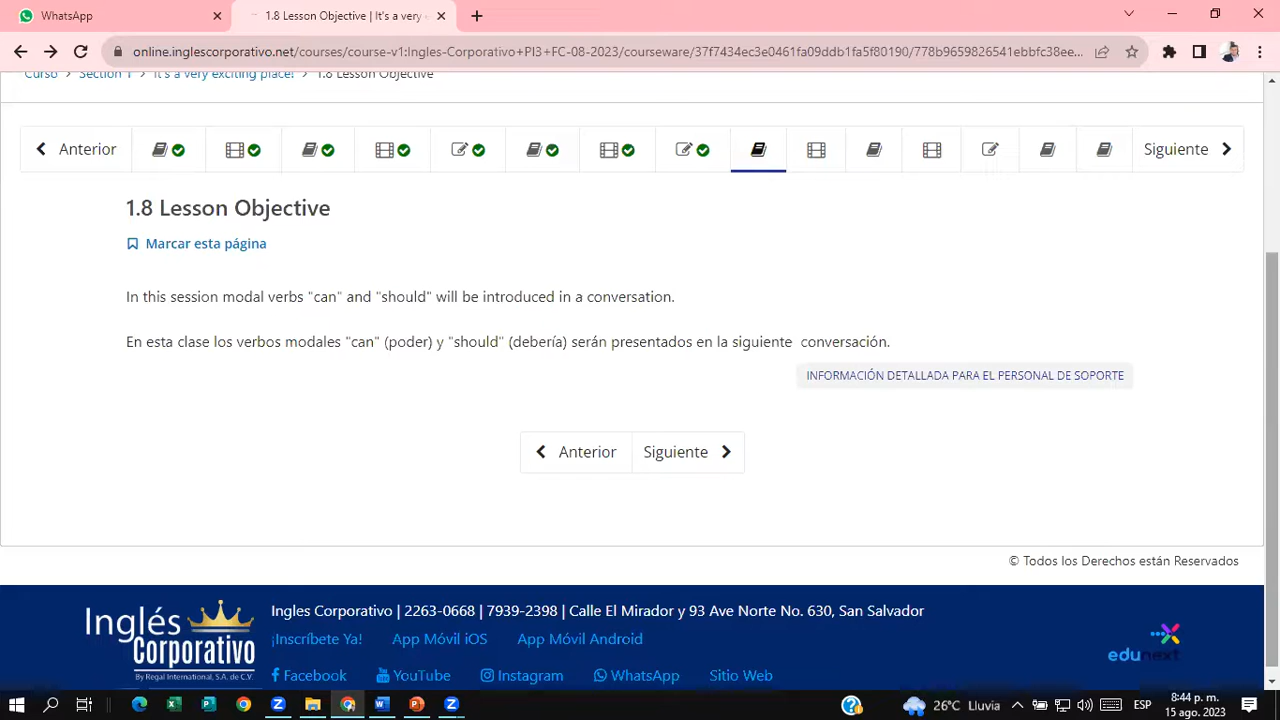 WhatsApp
1.8 Lesson Objective | It's a very e
online.inglescorporativo.net/courses/course-v1:Ingles-Corporativo+PI3+FC-08-2023/courseware/37f7434ec3e0461fa09ddb1fa5f80190/778b9659826541ebbfc38ee...
Curso > Section 1 > It's a very exciting place! > 1.8 Lesson Objective
Anterior
Siguiente
1.8 Lesson Objective
Marcar esta página
In this session modal verbs "can" and "should" will be introduced in a conversation.
En esta clase los verbos modales "can" (poder) y "should" (debería) serán presentados en la siguiente conversación.
INFORMACIÓN DETALLADA PARA EL PERSONAL DE SOPORTE
Anterior
Siguiente
© Todos los Derechos están Reservados
Inglés
Corporativo
By Regal International, S.A. de C.V.
Ingles Corporativo | 2263-0668 | 7939-2398 | Calle El Mirador y 93 Ave Norte No. 630, San Salvador
¡Inscríbete Ya! App Móvil iOS App Móvil Android
Facebook YouTube Instagram WhatsApp Sitio Web
edunext
26°C Lluvia
ESP
8:44 p. m.
15 ago. 2023